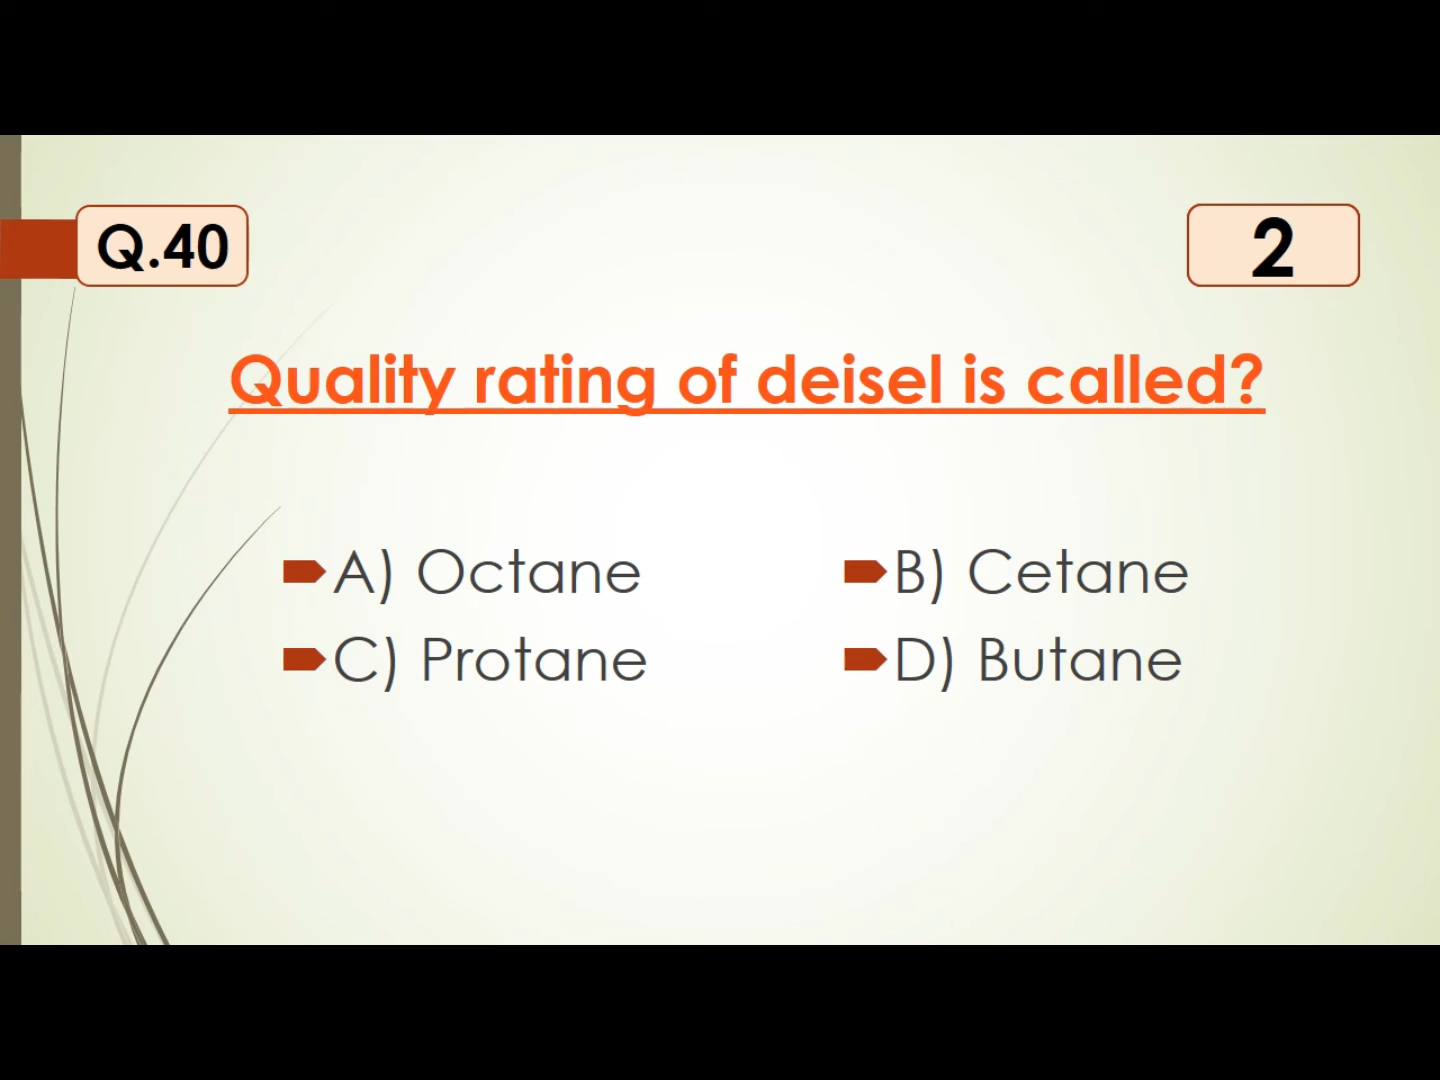 Q.40
2
Quality rating of deisel is called?
A) Octane
B) Cetane
C) Protane
D) Butane